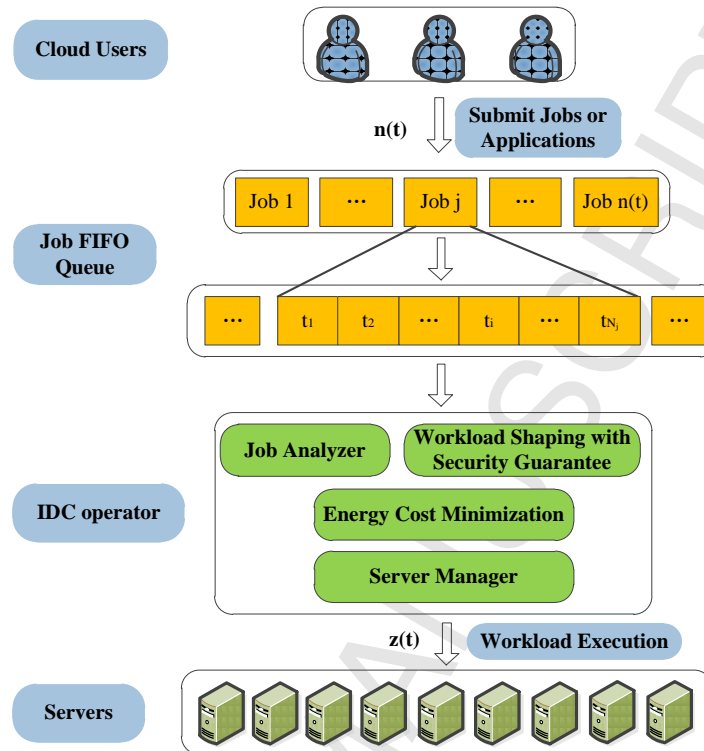 Cloud Users
n(t)
Submit Jobs or
Applications
Job 1 ... Job j ... Job n(t)
Job FIFO
Queue
... t1 t2 ... ti ... tNj ...
Job Analyzer
Workload Shaping with
Security Guarantee
IDC operator
Energy Cost Minimization
Server Manager
z(t)
Workload Execution
Servers